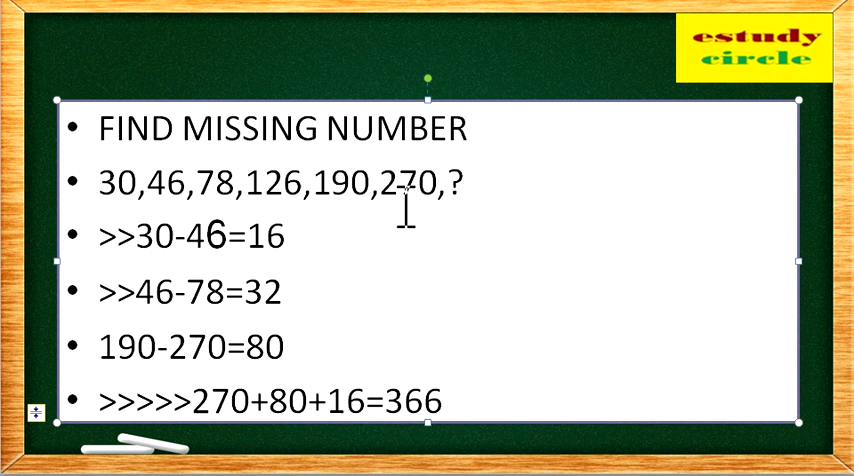 estudy
circle
• FIND MISSING NUMBER
• 30,46,78,126,190,270,?
• >>30-46=16
• >>46-78=32
• 190-270=80
• >>>>>270+80+16=366